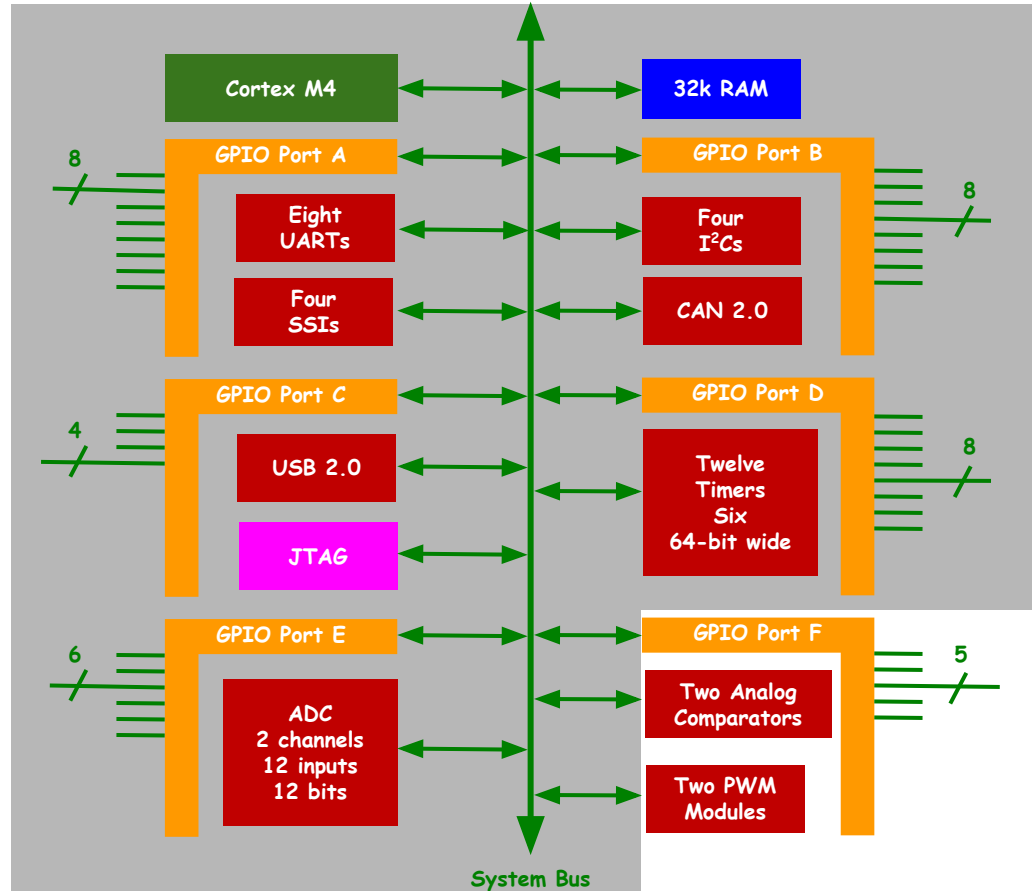 Cortex M4
32k RAM
GPIO Port A
GPIO Port B
8
8
Eight
UARTs
Four
I²Cs
Four
SSIs
CAN 2.0
GPIO Port C
GPIO Port D
4
8
USB 2.0
Twelve
Timers
Six
64-bit wide
JTAG
GPIO Port E
GPIO Port F
6
5
ADC
2 channels
12 inputs
12 bits
Two Analog
Comparators
Two PWM
Modules
System Bus